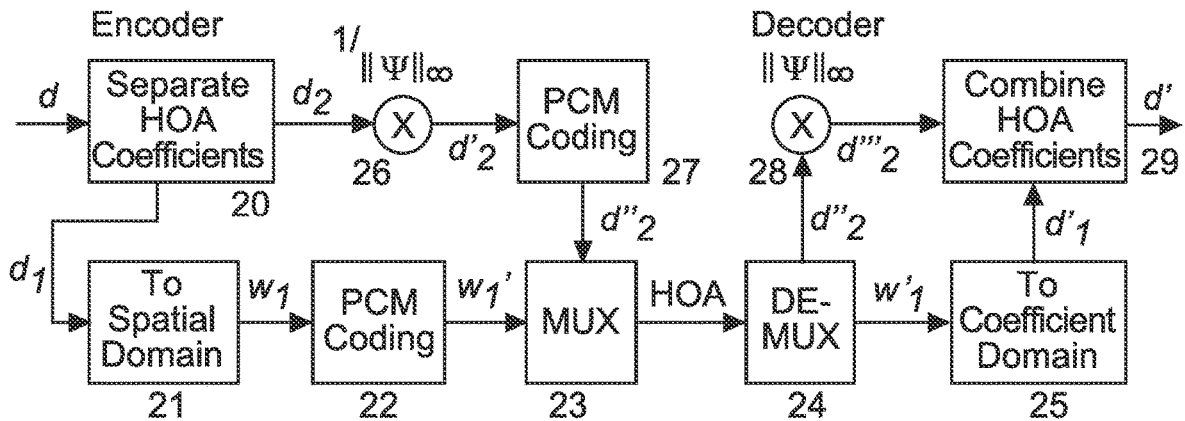 Encoder
Decoder
1/‖Ψ‖∞
‖Ψ‖∞
d
Separate
HOA
Coefficients
20
d2
X
26
d'2
PCM
Coding
27
X
28
d'''2
Combine
HOA
Coefficients
29
d'
d''2
d''2
d'1
d1
To
Spatial
Domain
21
w1
PCM
Coding
22
w1'
MUX
23
HOA
DE-
MUX
24
w'1
To
Coefficient
Domain
25